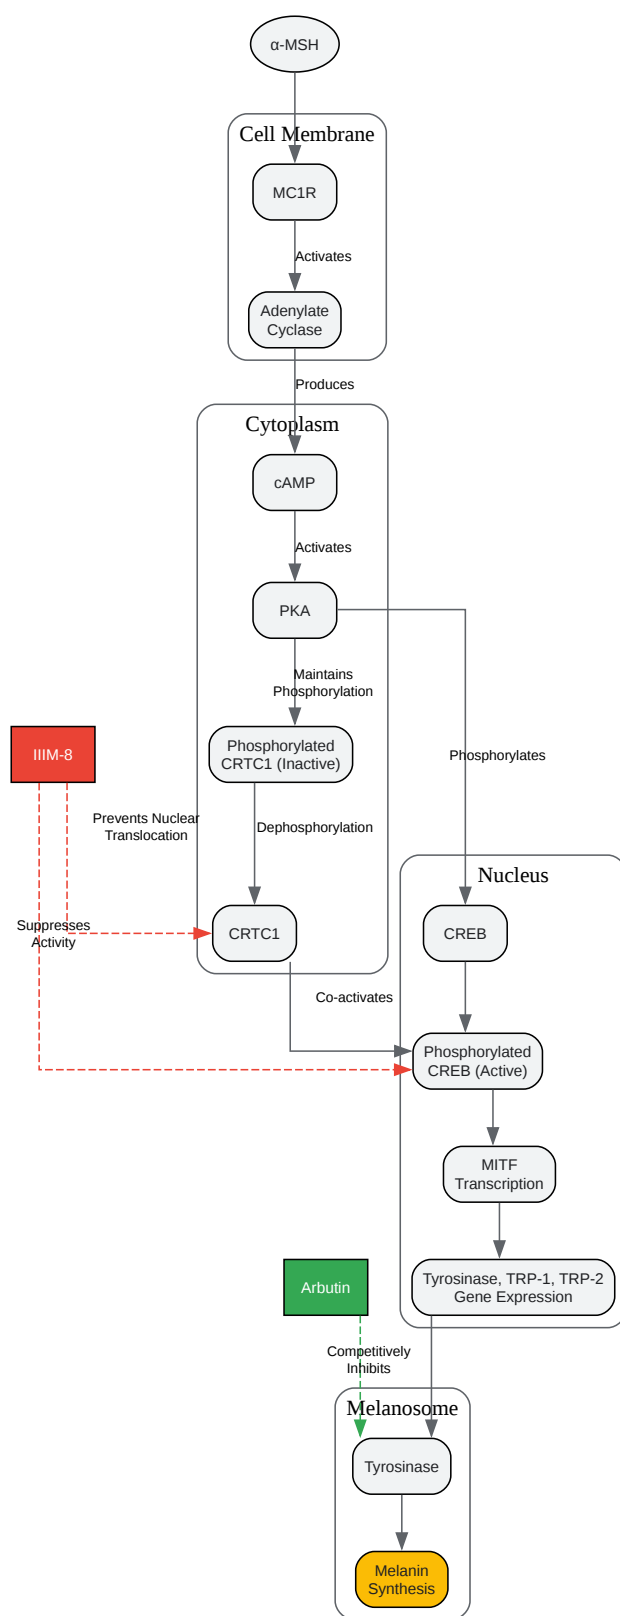 α-MSH
Cell Membrane
MC1R
Activates
Adenylate
Cyclase
Produces
Cytoplasm
cAMP
Activates
PKA
Maintains
Phosphorylation
IIIM-8
Phosphorylated
CRTC1 (Inactive)
Phosphorylates
Prevents Nuclear
Translocation
Dephosphorylation
Nucleus
Suppresses
Activity
CRTC1
CREB
Co-activates
Phosphorylated
CREB (Active)
MITF
Transcription
Arbutin
Tyrosinase, TRP-1, TRP-2
Gene Expression
Competitively
Inhibits
Melanosome
Tyrosinase
Melanin
Synthesis